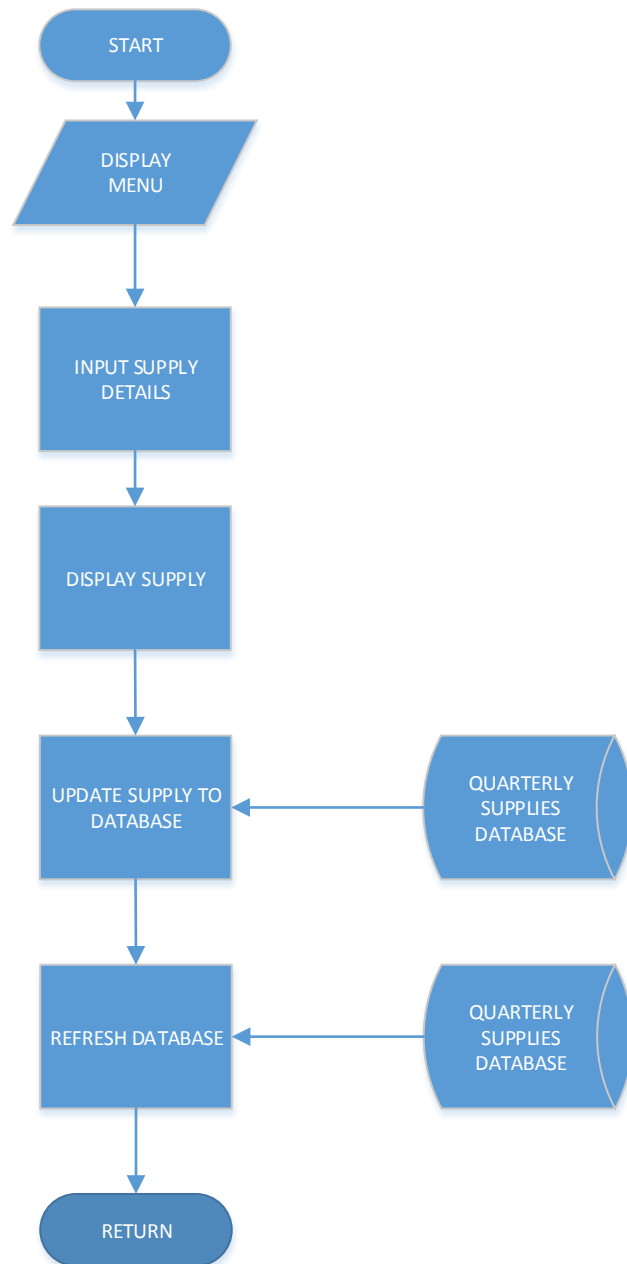 START
DISPLAY
MENU
INPUT SUPPLY
DETAILS
DISPLAY SUPPLY
UPDATE SUPPLY TO
DATABASE
QUARTERLY
SUPPLIES
DATABASE
REFRESH DATABASE
QUARTERLY
SUPPLIES
DATABASE
RETURN